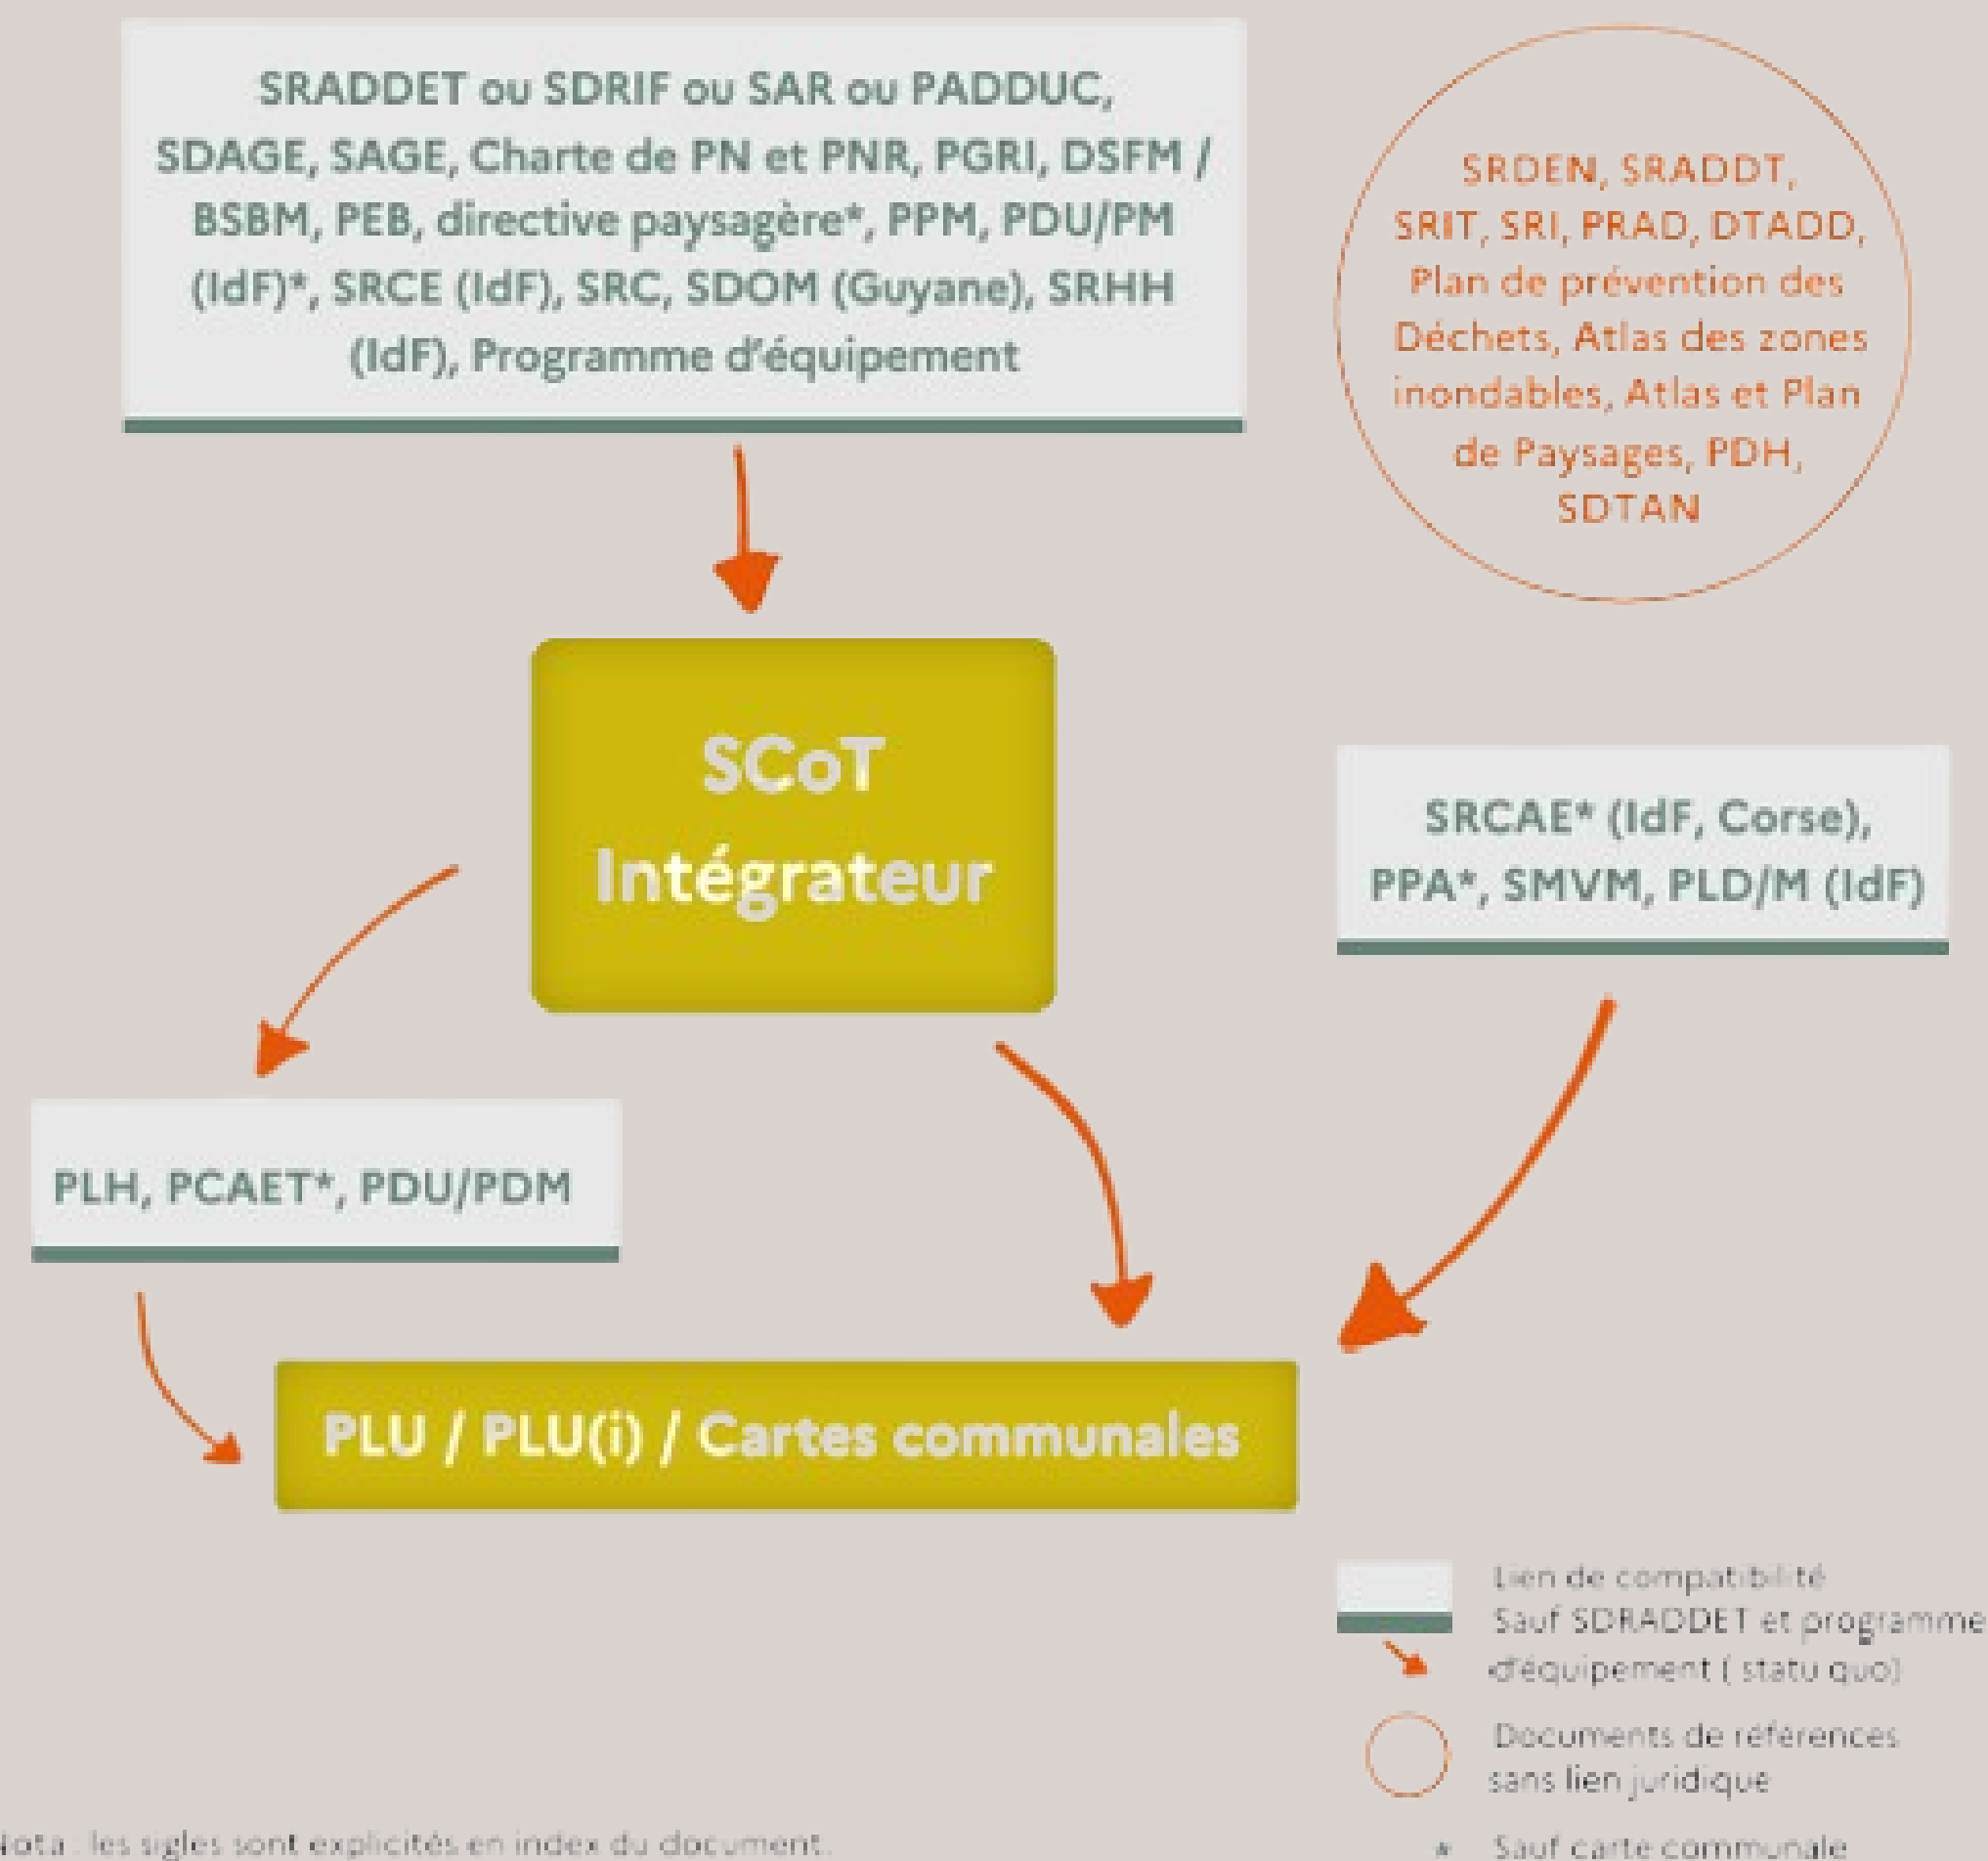 SRADDET ou SDRIF ou SAR ou PADDUC,
SDAGE, SAGE, Charte de PN et PNR, PGRI, DSFM /
BSBM, PEB, directive paysagère*, PPM, PDU/PM
(IdF)*, SRCE (IdF), SRC, SDOM (Guyane), SRHH
(IdF), Programme d'équipement
SRDEN, SRADDT,
SRIT, SRI, PRAD, DTADD,
Plan de prévention des
Déchets, Atlas des zones
inondables, Atlas et Plan
de Paysages, PDH,
SDTAN
SCoT
Intégrateur
SRCAE* (IdF, Corse),
PPA*, SMVM, PLD/M (IdF)
PLH, PCAET*, PDU/PDM
PLU / PLU(i) / Cartes communales
Lien de compatibilité
Sauf SDRADDET et programme
d'équipement ( statu quo)
Documents de références
sans lien juridique
* Sauf carte communale
Nota : les sigles sont explicités en index du document.